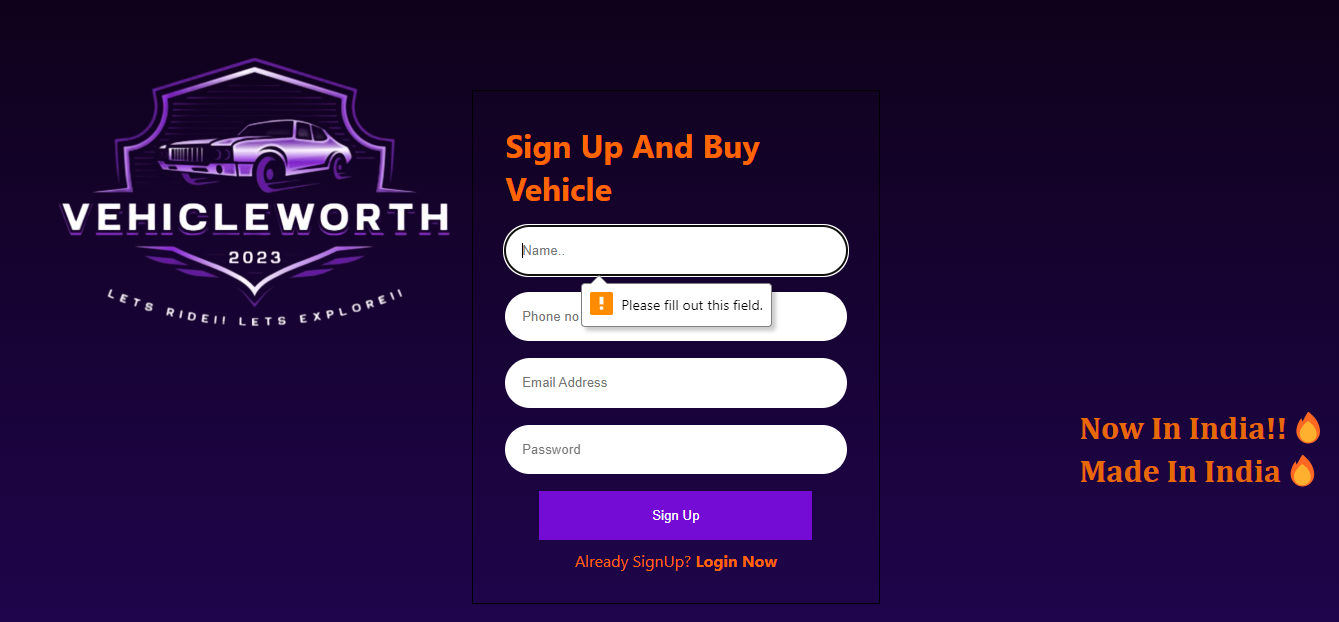 VEHICLEWORTH
2023
LETS RIDE!! LETS EXPLORE!!
Sign Up And Buy
Vehicle
Name..
Please fill out this field.
Phone no
Email Address
Password
Sign Up
Already SignUp? Login Now
Now In India!!🔥
Made In India🔥